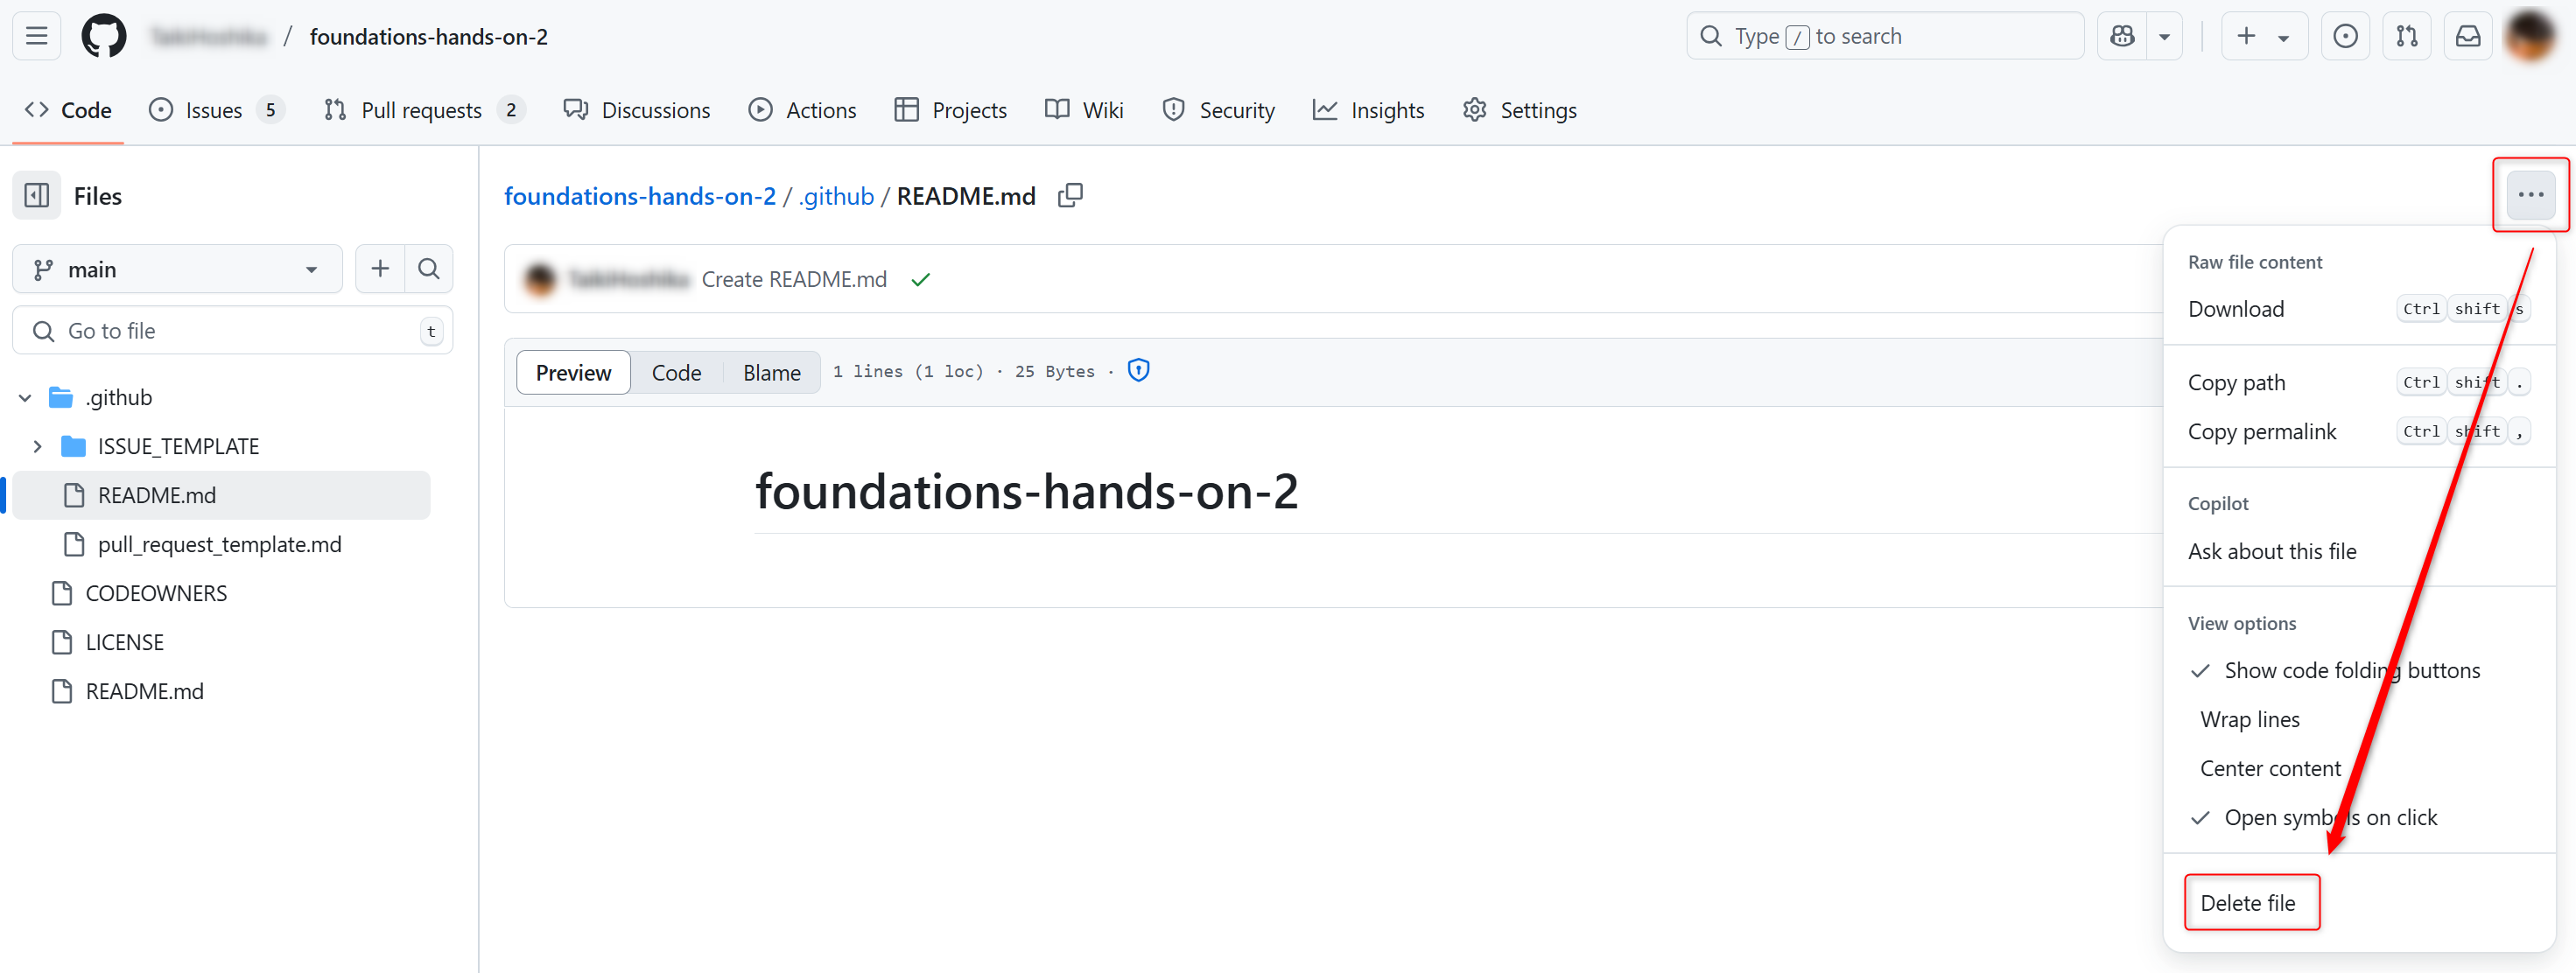 / foundations-hands-on-2
Type / to search
Code
Issues 5
Pull requests 2
Discussions
Actions
Projects
Wiki
Security
Insights
Settings
Files
main
Go to file t
.github
ISSUE_TEMPLATE
README.md
pull_request_template.md
CODEOWNERS
LICENSE
README.md
foundations-hands-on-2 / .github / README.md
Create README.md
Preview Code Blame 1 lines (1 loc) · 25 Bytes ·
foundations-hands-on-2
Raw file content
Download Ctrl shift s
Copy path Ctrl shift .
Copy permalink Ctrl shift ,
Copilot
Ask about this file
View options
Show code folding buttons
Wrap lines
Center content
Open symbols on click
Delete file